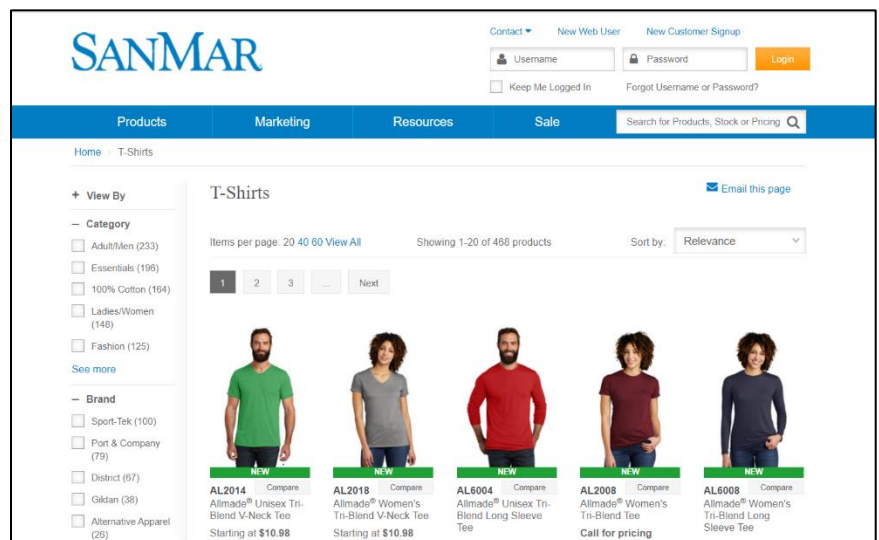 SANMAR
Contact New Web User New Customer Signup
Username Password Login
Keep Me Logged In Forgot Username or Password?
Products Marketing Resources Sale Search for Products, Stock or Pricing
Home › T-Shirts
+ View By
− Category
Adult/Men (233)
Essentials (196)
100% Cotton (164)
Ladies/Women
(148)
Fashion (125)
See more
− Brand
Sport-Tek (100)
Port & Company
(79)
District (67)
Gildan (38)
Alternative Apparel
(26)
T-Shirts Email this page
Items per page. 20 40 60 View All Showing 1-20 of 468 products Sort by: Relevance
1 2 3 ... Next
NEW
AL2014 Compare
Allmade® Unisex Tri-
Blend V-Neck Tee
Starting at $10.98
NEW
AL2018 Compare
Allmade® Women's
Tri-Blend V-Neck Tee
Starting at $10.98
NEW
AL6004 Compare
Allmade® Unisex Tri-
Blend Long Sleeve
Tee
NEW
AL2008 Compare
Allmade® Women's
Tri-Blend Tee
Call for pricing
NEW
AL6008 Compare
Allmade® Women's
Tri-Blend Long
Sleeve Tee